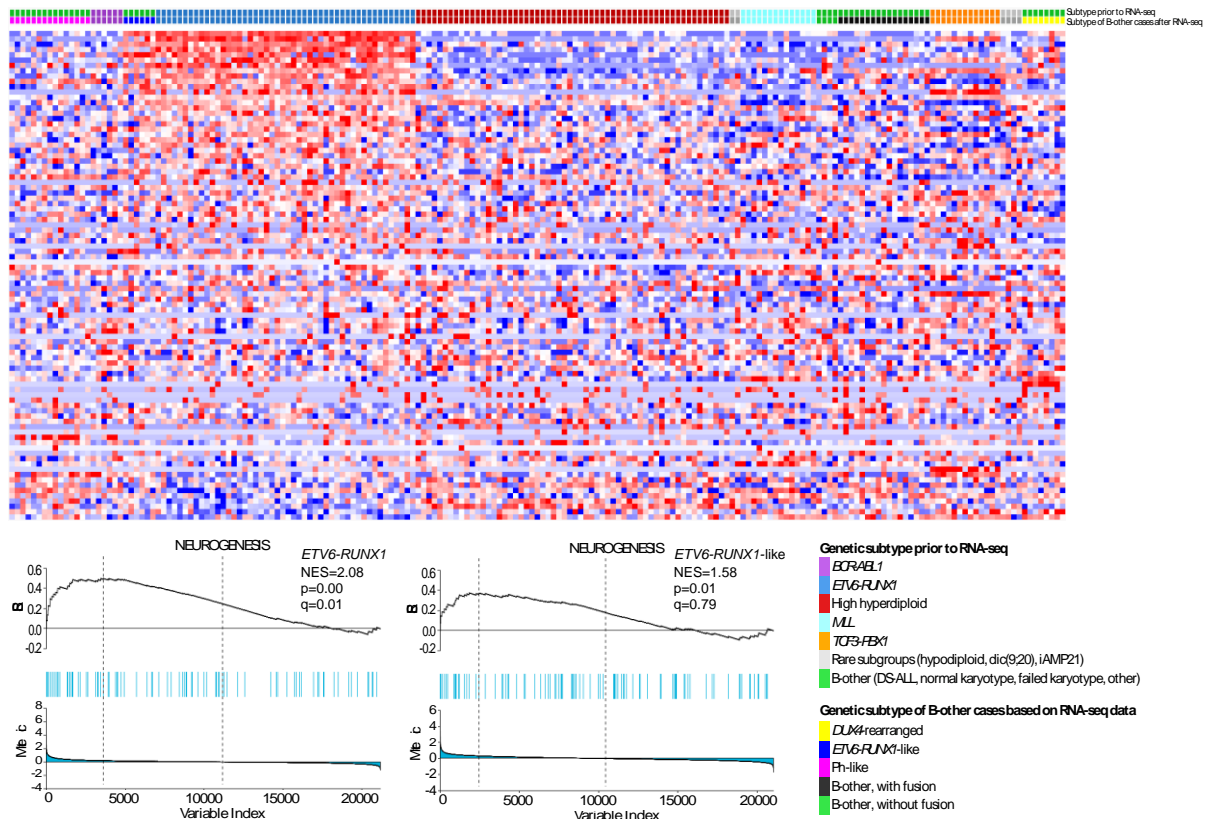 Subtype prior to RNA-seq
Subtype of B-other cases after RNA-seq
NEUROGENESIS
ETV6-RUNX1
NES=2.08
p=0.00
q=0.01
0.6
0.4
0.2
0.0
-0.2
ES
8
6
4
2
0
-2
-4
Metric
0 5000 10000 15000 20000
Variable Index
NEUROGENESIS
ETV6-RUNX1-like
NES=1.58
p=0.01
q=0.79
0.6
0.4
0.2
0.0
-0.2
ES
6
4
2
0
-2
-4
Metric
0 5000 10000 15000 20000
Variable Index
Genetic subtype prior to RNA-seq
BCR-ABL1
ETV6-RUNX1
High hyperdiploid
MLL
TCF3-PBX1
Rare subgroups (hypodiploid, dic(9;20), iAMP21)
B-other (DS-ALL, normal karyotype, failed karyotype, other)
Genetic subtype of B-other cases based on RNA-seq data
DUX4-rearranged
ETV6-RUNX1-like
Ph-like
B-other, with fusion
B-other, without fusion